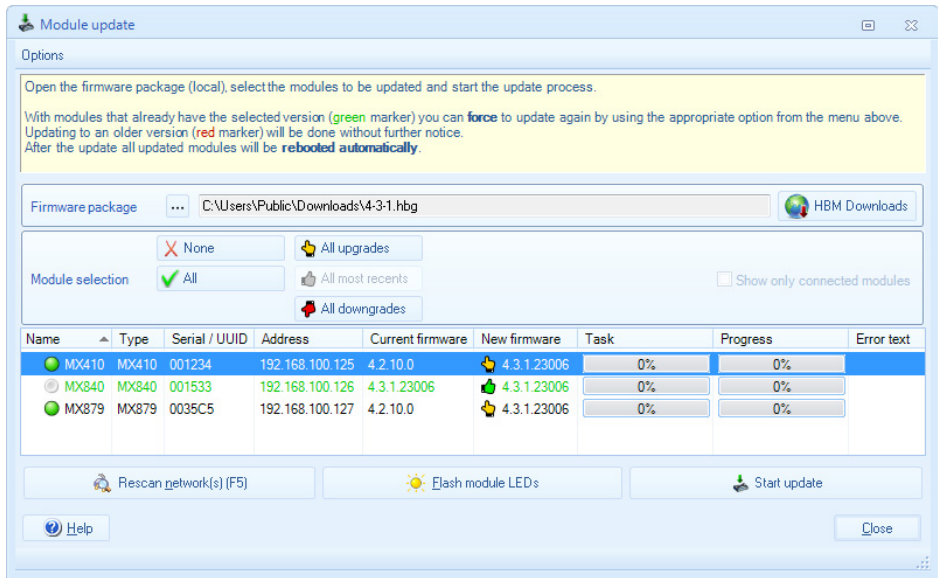 Module update
Options
Open the firmware package (local), select the modules to be updated and start the update process.
With modules that already have the selected version (green marker) you can force to update again by using the appropriate option from the menu above.
Updating to an older version (red marker) will be done without further notice.
After the update all updated modules will be rebooted automatically.
Firmware package ... C:\Users\Public\Downloads\4-3-1.hbg HBM Downloads
None All upgrades
Module selection All All most recents Show only connected modules
All downgrades
Name Type Serial / UUID Address Current firmware New firmware Task Progress Error text
MX410 MX410 001234 192.168.100.125 4.2.10.0 4.3.1.23006 0% 0%
MX840 MX840 001533 192.168.100.126 4.3.1.23006 4.3.1.23006 0% 0%
MX879 MX879 0035C5 192.168.100.127 4.2.10.0 4.3.1.23006 0% 0%
Rescan network(s) (F5) Flash module LEDs Start update
Help Close